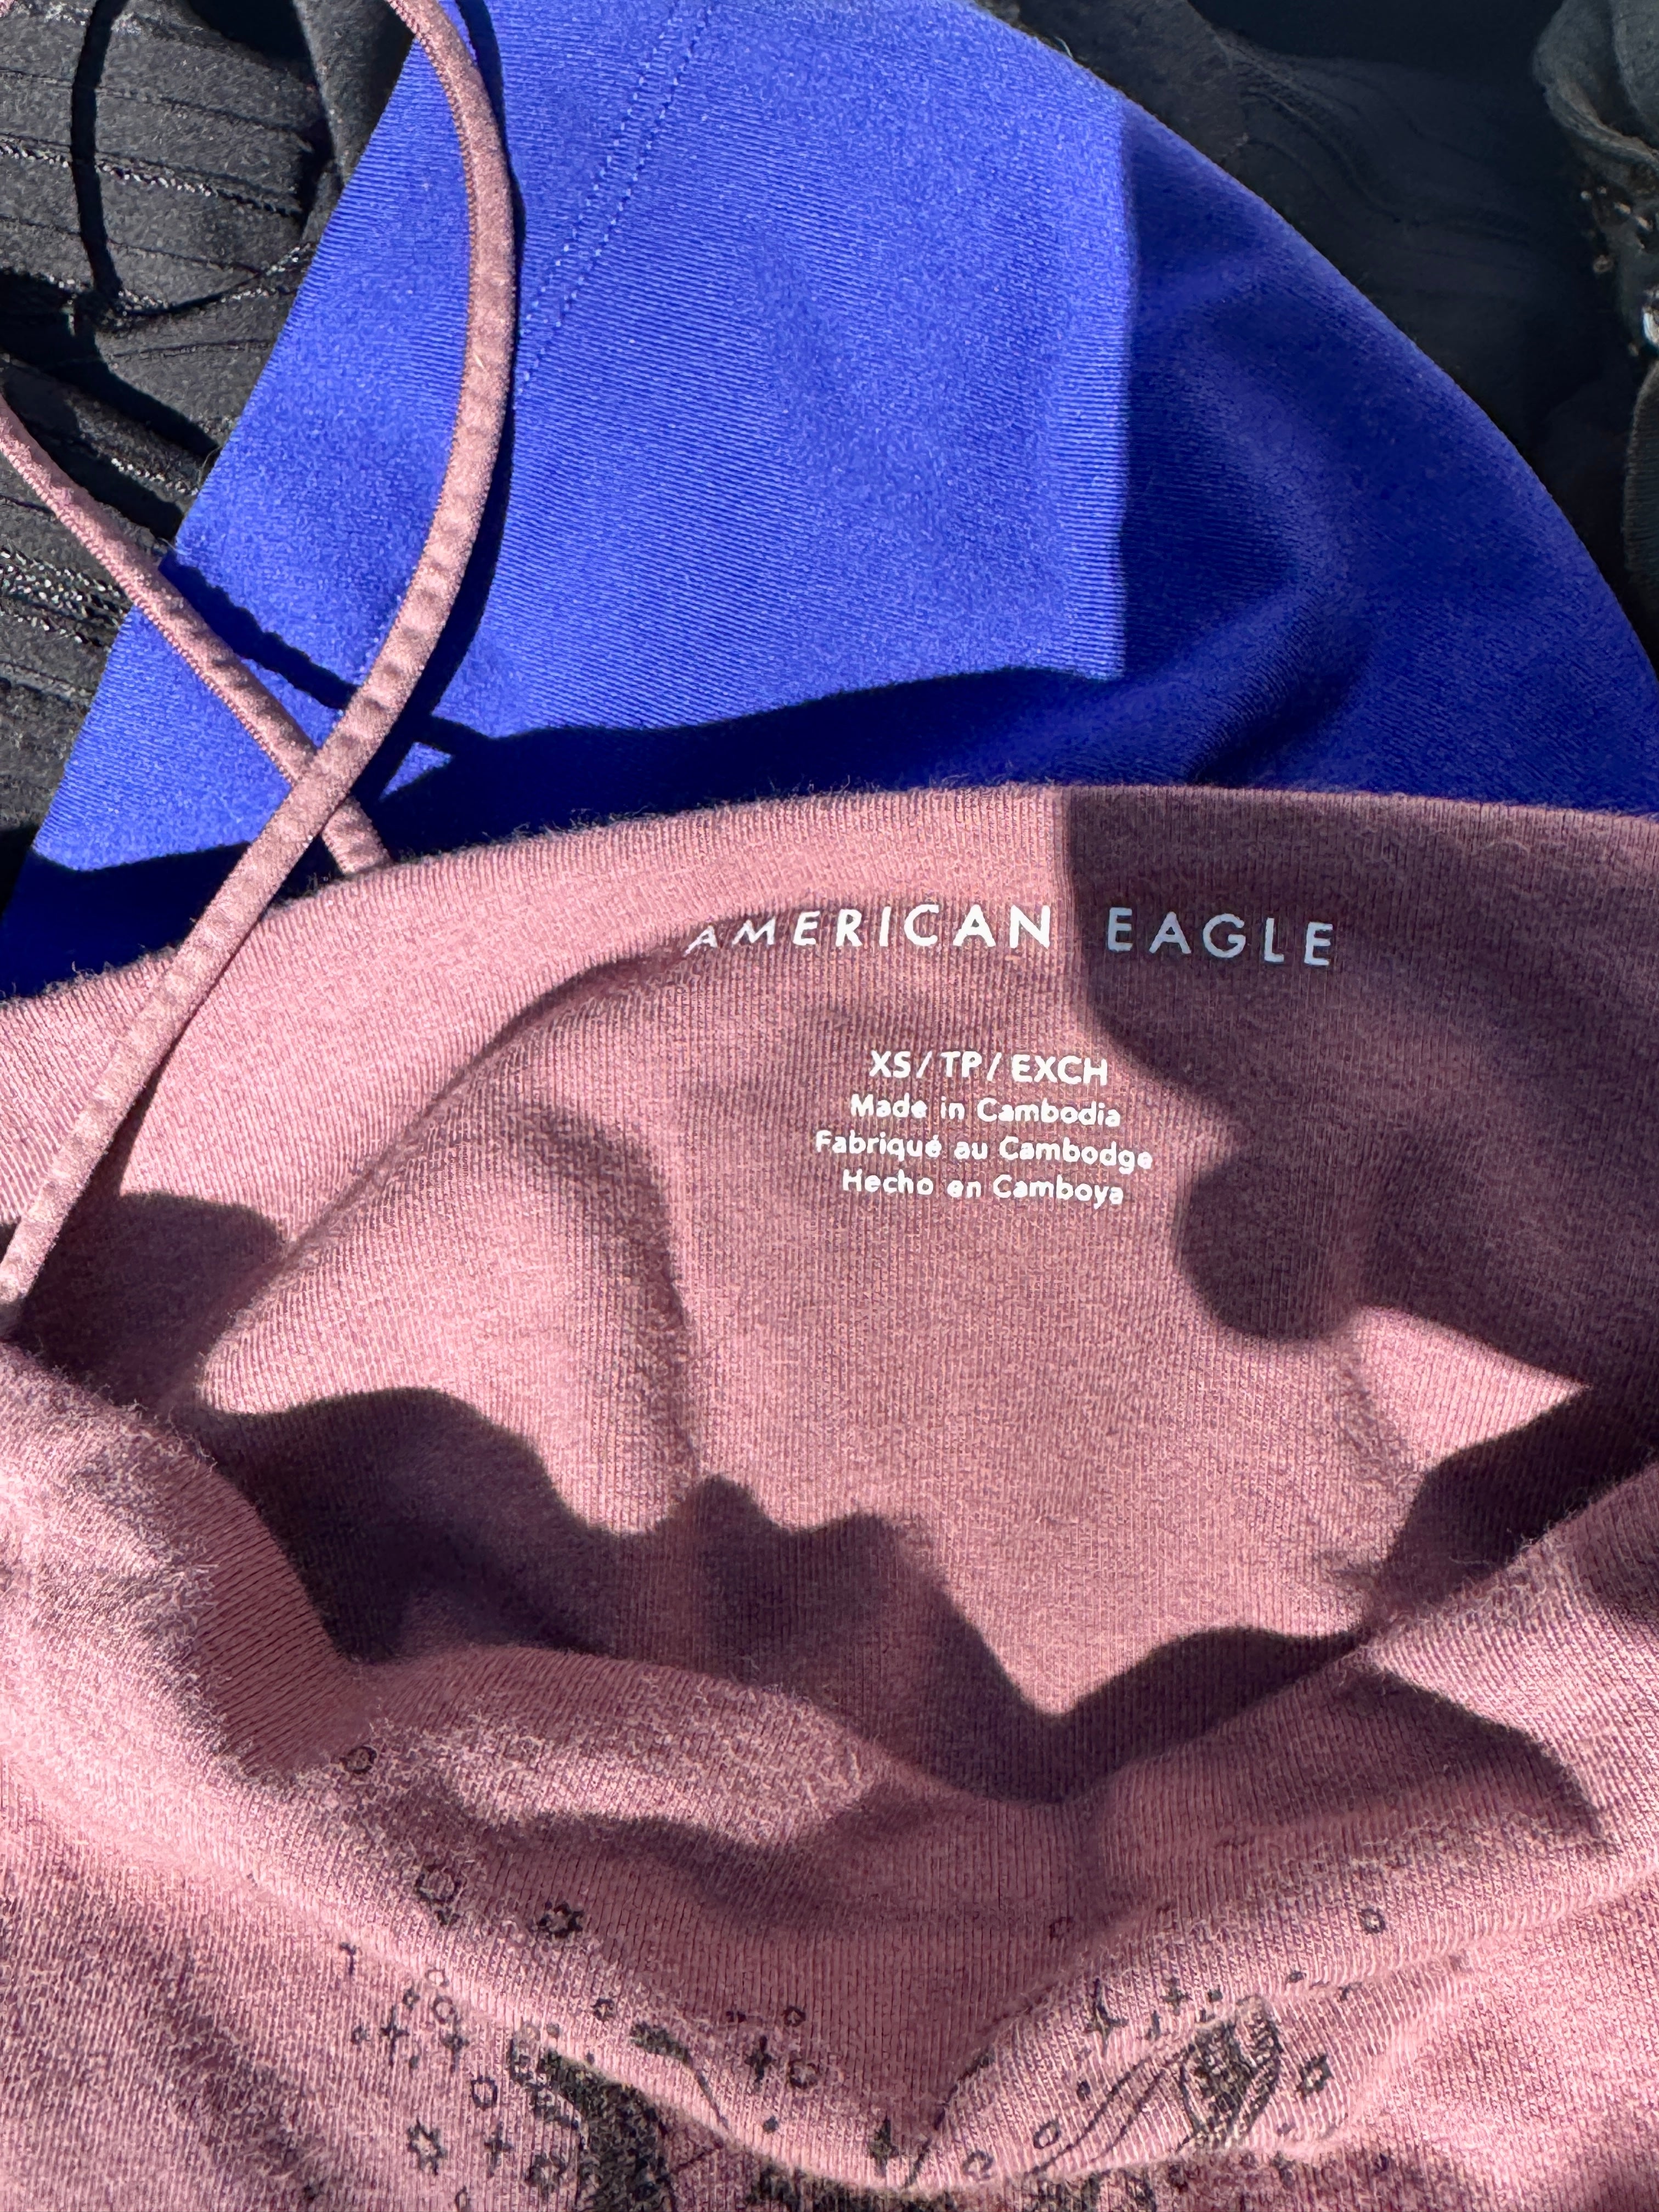 AMERICAN EAGLE
XS/TP/EXCH
Made in Cambodia
Fabriqué au Cambodge
Hecho en Camboya